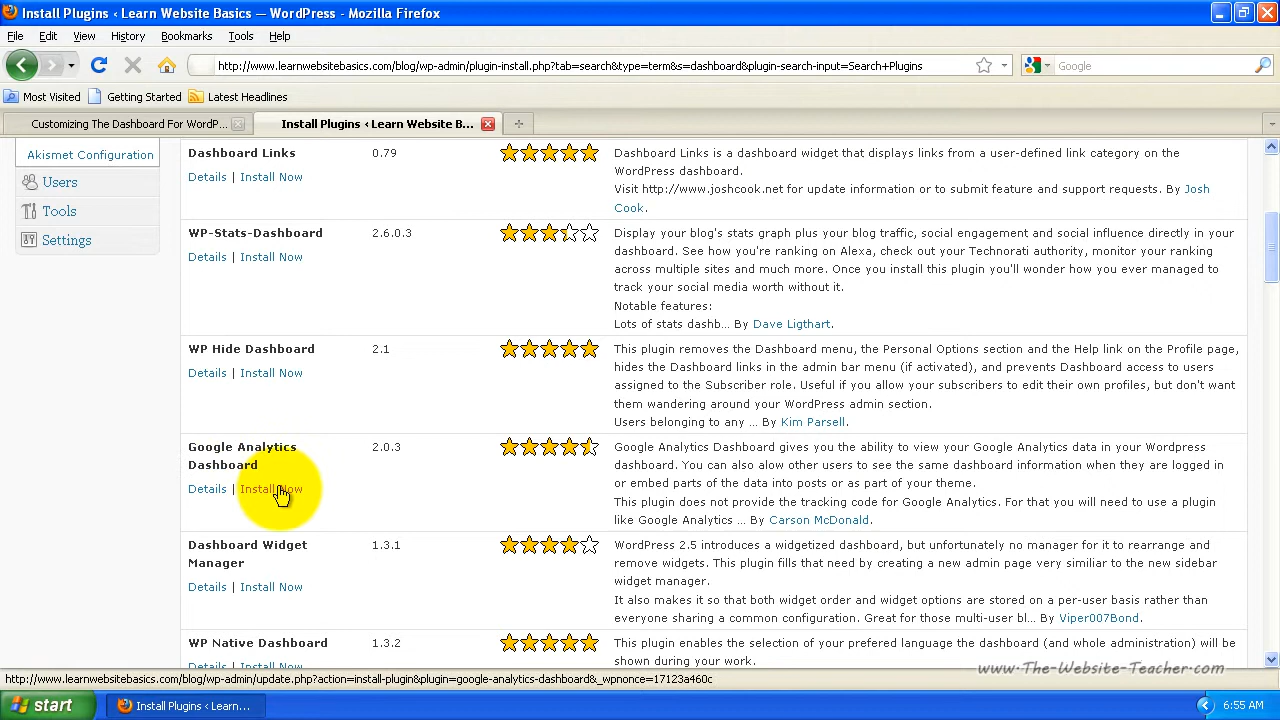 Install Plugins ‹ Learn Website Basics — WordPress - Mozilla Firefox
File Edit View History Bookmarks Tools Help
http://www.learnwebsitebasics.com/blog/wp-admin/plugin-install.php?tab=search&type=term&s=dashboard&plugin-search-input=Search+Plugins
Google
Most Visited Getting Started Latest Headlines
Customizing The Dashboard For WordP...
Install Plugins ‹ Learn Website B...
Akismet Configuration
Users
Tools
Settings
Dashboard Links 0.79
Details | Install Now
Dashboard Links is a dashboard widget that displays links from a user-defined link category on the
WordPress dashboard.
Visit http://www.joshcook.net for update information or to submit feature and support requests. By Josh
Cook.
WP-Stats-Dashboard 2.6.0.3
Details | Install Now
Display your blog's stats graph plus your blog traffic, social engagement and social influence directly in your
dashboard. See how you're ranking on Alexa, check out your Technorati authority, monitor your ranking
across multiple sites and much more. Once you install this plugin you'll wonder how you ever managed to
track your social media worth without it.
Notable features:
Lots of stats dashb... By Dave Ligthart.
WP Hide Dashboard 2.1
Details | Install Now
This plugin removes the Dashboard menu, the Personal Options section and the Help link on the Profile page,
hides the Dashboard links in the admin bar menu (if activated), and prevents Dashboard access to users
assigned to the Subscriber role. Useful if you allow your subscribers to edit their own profiles, but don't want
them wandering around your WordPress admin section.
Users belonging to any ... By Kim Parsell.
Google Analytics
Dashboard
2.0.3
Details | Install Now
Google Analytics Dashboard gives you the ability to view your Google Analytics data in your Wordpress
dashboard. You can also alow other users to see the same dashboard information when they are logged in
or embed parts of the data into posts or as part of your theme.
This plugin does not provide the tracking code for Google Analytics. For that you will need to use a plugin
like Google Analytics ... By Carson McDonald.
Dashboard Widget
Manager
1.3.1
Details | Install Now
WordPress 2.5 introduces a widgetized dashboard, but unfortunately no manager for it to rearrange and
remove widgets. This plugin fills that need by creating a new admin page very similiar to the new sidebar
widget manager.
It also makes it so that both widget order and widget options are stored on a per-user basis rather than
everyone sharing a common configuration. Great for those multi-user bl... By Viper007Bond.
WP Native Dashboard 1.3.2
Details | Install Now
This plugin enables the selection of your prefered language the dashboard (and whole administration) will be
shown during your work.
www.The-Website-Teacher.com
http://www.learnwebsitebasics.com/blog/wp-admin/update.php?action=install-plugin&plugin=google-analytics-dashboard&_wpnonce=17123a460c
start
Install Plugins ‹ Learn...
6:55 AM